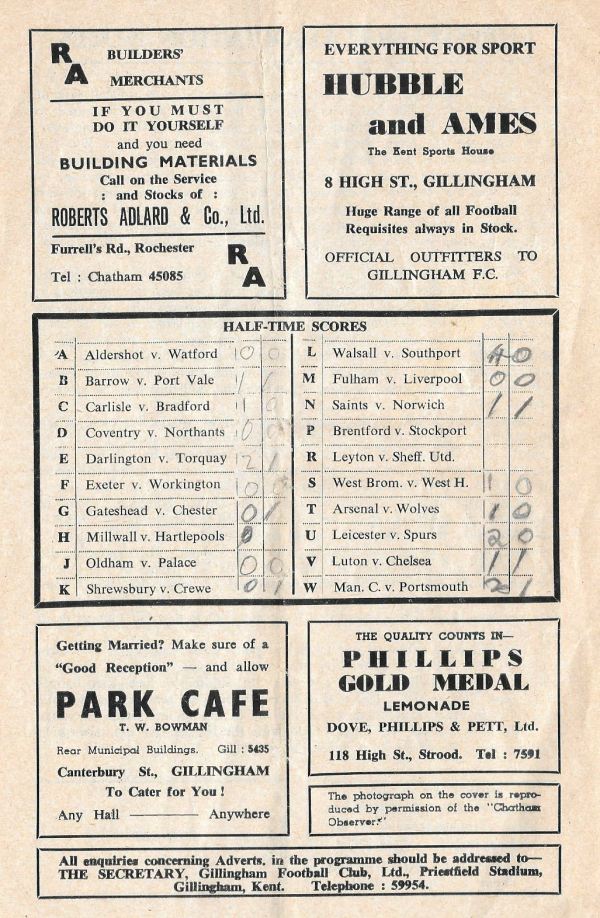 RA BUILDERS'
MERCHANTS
IF YOU MUST
DO IT YOURSELF
and you need
BUILDING MATERIALS
Call on the Service
: and Stocks of :
ROBERTS ADLARD & Co., Ltd.
Furrell's Rd., Rochester
Tel : Chatham 45085
RA
EVERYTHING FOR SPORT
HUBBLE
and AMES
The Kent Sports House
8 HIGH ST., GILLINGHAM
Huge Range of all Football
Requisites always in Stock.
OFFICIAL OUTFITTERS TO
GILLINGHAM F.C.
HALF-TIME SCORES
A Aldershot v. Watford 0 0
B Barrow v. Port Vale 1 1
C Carlisle v. Bradford 1 0
D Coventry v. Northants 0
E Darlington v. Torquay 2 1
F Exeter v. Workington 0 0
G Gateshead v. Chester 0 1
H Millwall v. Hartlepools
J Oldham v. Palace 0 0
K Shrewsbury v. Crewe 0 1
L Walsall v. Southport 0
M Fulham v. Liverpool 0 0
N Saints v. Norwich 1 1
P Brentford v. Stockport
R Leyton v. Sheff. Utd.
S West Brom. v. West H. 1 0
T Arsenal v. Wolves 1 0
U Leicester v. Spurs 2 0
V Luton v. Chelsea 1 1
W Man. C. v. Portsmouth 2 1
Getting Married? Make sure of a
"Good Reception" — and allow
PARK CAFE
T. W. BOWMAN
Rear Municipal Buildings. Gill : 5435
Canterbury St., GILLINGHAM
To Cater for You !
Any Hall ——— Anywhere
THE QUALITY COUNTS IN—
PHILLIPS
GOLD MEDAL
LEMONADE
DOVE, PHILLIPS & PETT, Ltd.
118 High St., Strood. Tel : 7591
The photograph on the cover is repro-
duced by permission of the "Chatham
Observer."
All enquiries concerning Adverts. in the programme should be addressed to—
THE SECRETARY, Gillingham Football Club, Ltd., Priestfield Stadium,
Gillingham, Kent. Telephone : 59954.